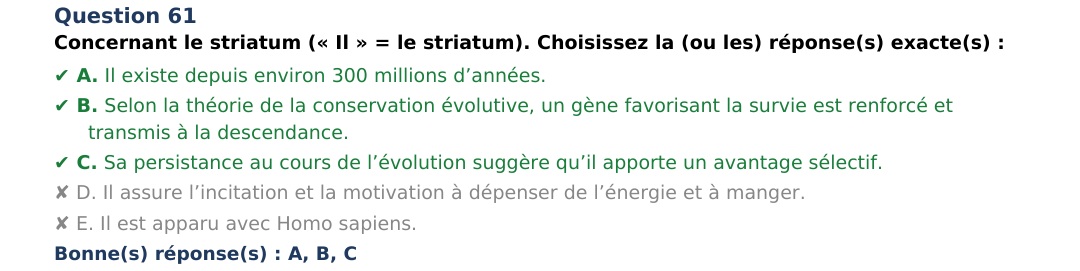 Question 61
Concernant le striatum (« Il » = le striatum). Choisissez la (ou les) réponse(s) exacte(s) :
✔ A. Il existe depuis environ 300 millions d’années.
✔ B. Selon la théorie de la conservation évolutive, un gène favorisant la survie est renforcé et
transmis à la descendance.
✔ C. Sa persistance au cours de l’évolution suggère qu’il apporte un avantage sélectif.
✘ D. Il assure l’incitation et la motivation à dépenser de l’énergie et à manger.
✘ E. Il est apparu avec Homo sapiens.
Bonne(s) réponse(s) : A, B, C